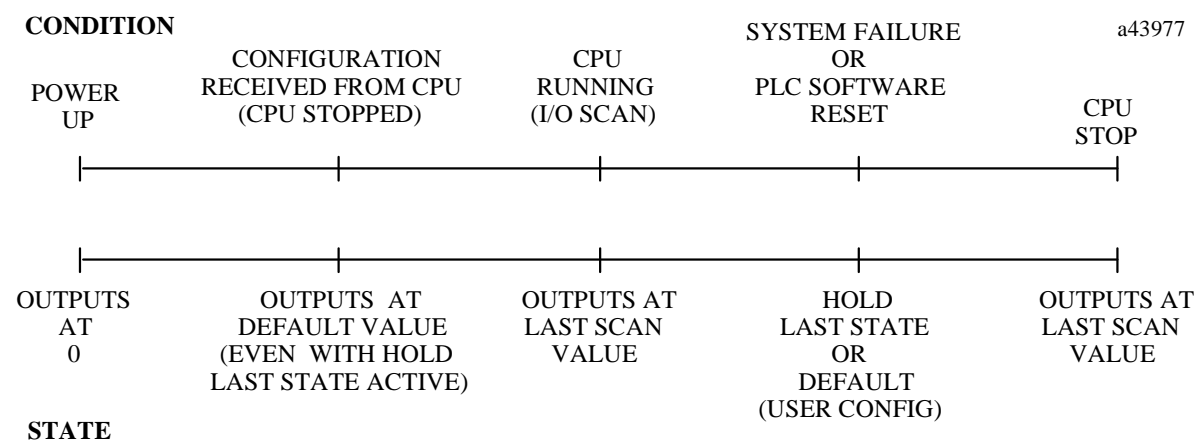 CONDITION
a43977
POWER
UP
CONFIGURATION
RECEIVED FROM CPU
(CPU STOPPED)
CPU
RUNNING
(I/O SCAN)
SYSTEM FAILURE
OR
PLC SOFTWARE
RESET
CPU
STOP
OUTPUTS
AT
0
OUTPUTS AT
DEFAULT VALUE
(EVEN WITH HOLD
LAST STATE ACTIVE)
OUTPUTS AT
LAST SCAN
VALUE
HOLD
LAST STATE
OR
DEFAULT
(USER CONFIG)
OUTPUTS AT
LAST SCAN
VALUE
STATE